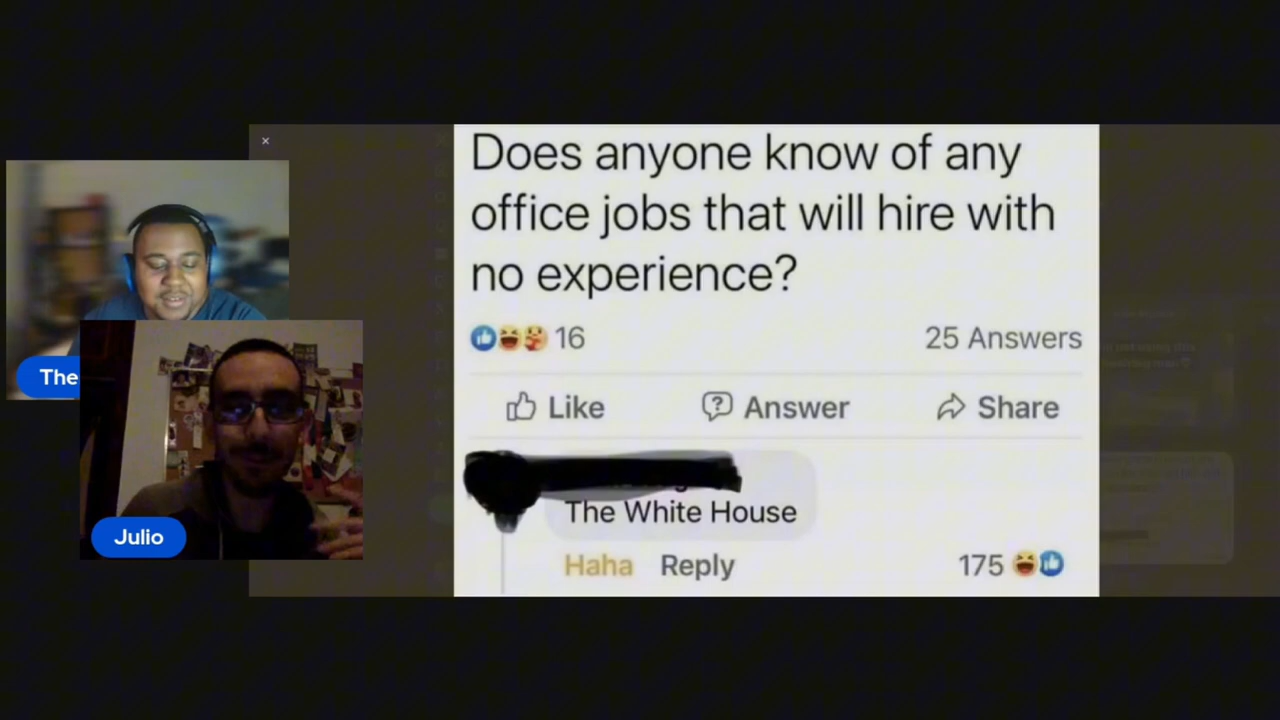 ×
Does anyone know of any
office jobs that will hire with
no experience?
16
25 Answers
Like
Answer
Share
The White House
Haha Reply
175
The
Julio